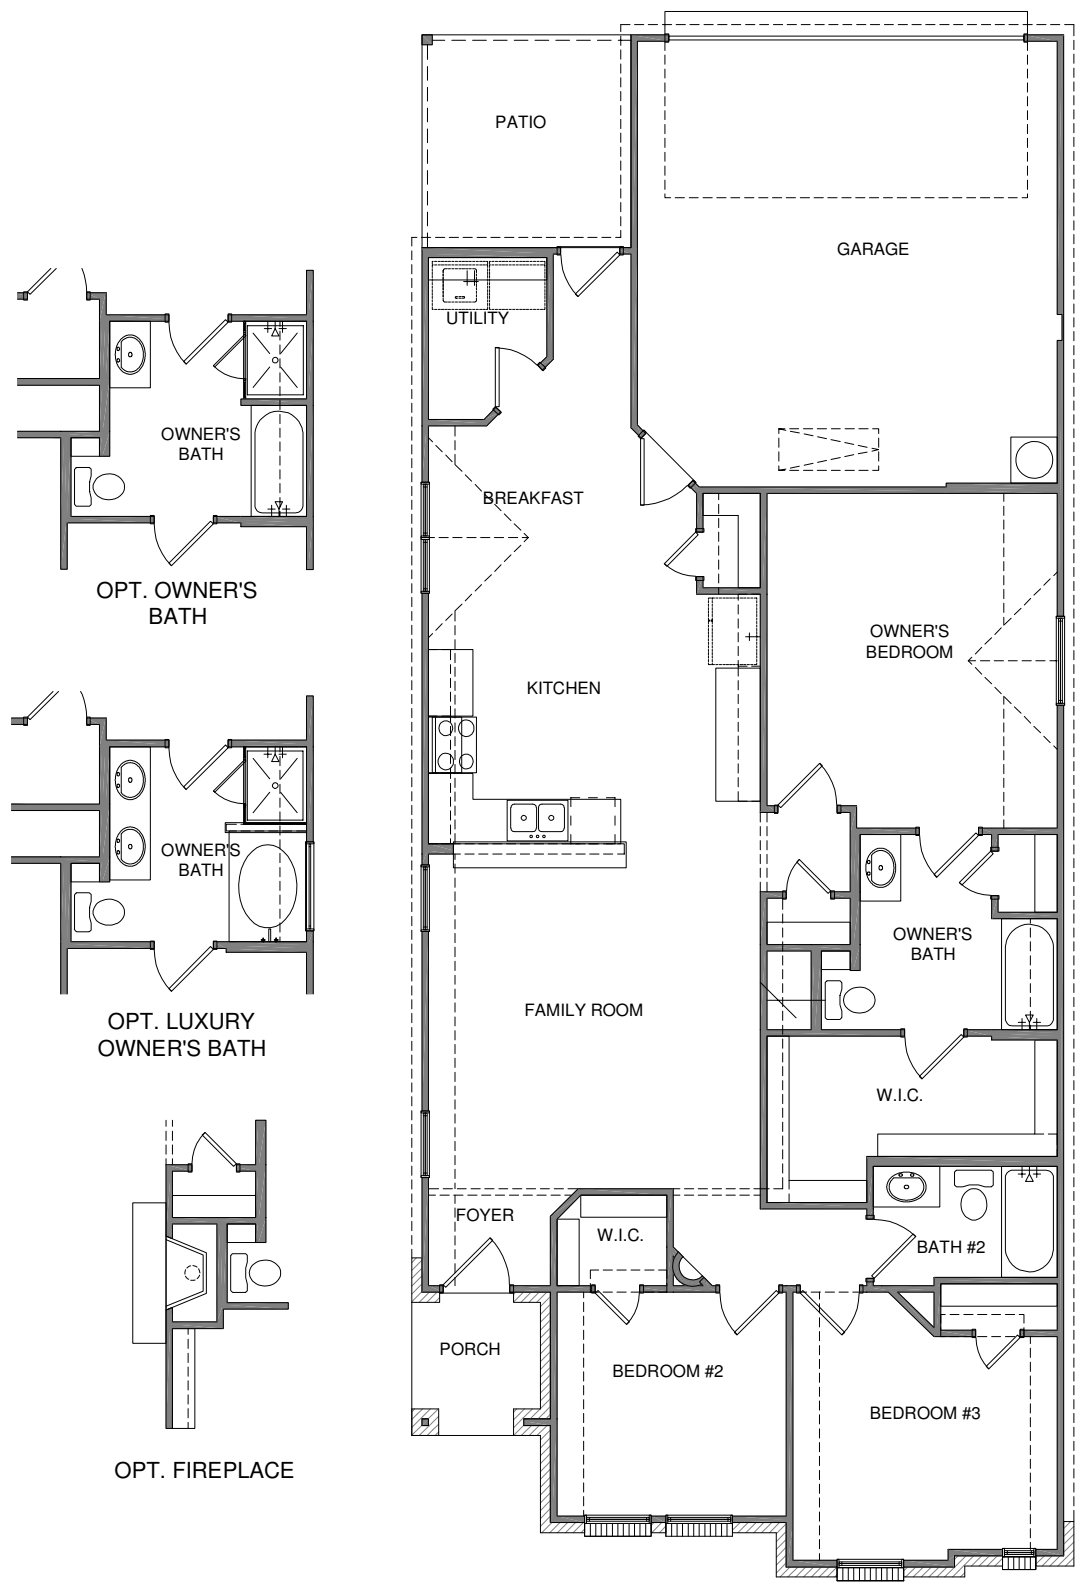 PATIO
GARAGE
UTILITY
BREAKFAST
OWNER'S
BEDROOM
KITCHEN
OWNER'S
BATH
FAMILY ROOM
W.I.C.
FOYER
W.I.C.
BATH #2
PORCH
BEDROOM #2
BEDROOM #3
OWNER'S
BATH
OPT. OWNER'S
BATH
OWNER'S
BATH
OPT. LUXURY
OWNER'S BATH
OPT. FIREPLACE